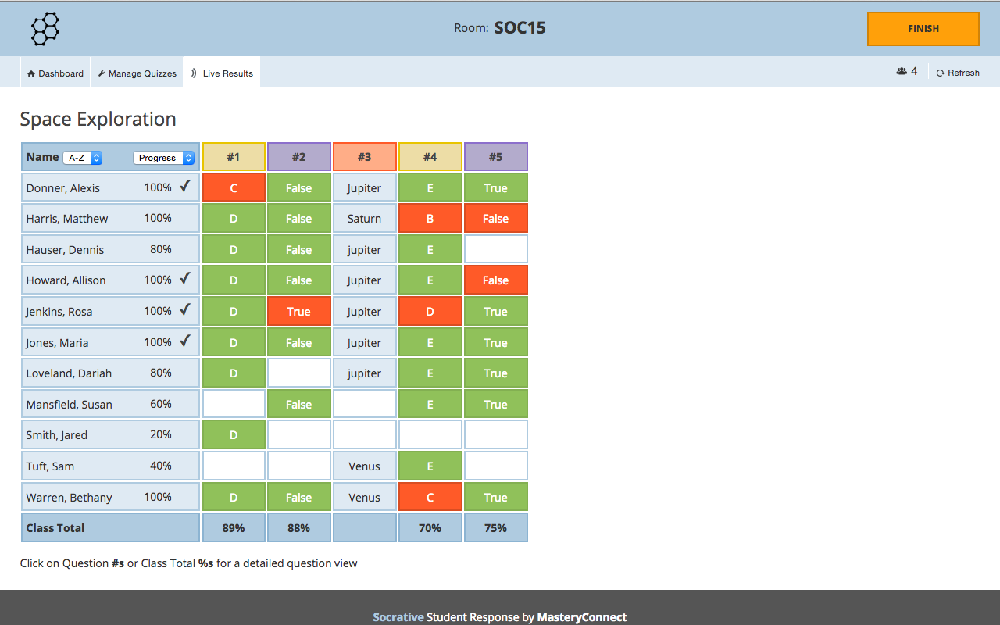 Room: SOC15 FINISH
Dashboard Manage Quizzes Live Results 4 Refresh
Space Exploration
Name A-Z Progress #1 #2 #3 #4 #5
Donner, Alexis 100% ✓ C False Jupiter E True
Harris, Matthew 100% D False Saturn B False
Hauser, Dennis 80% D False jupiter E
Howard, Allison 100% ✓ D False Jupiter E False
Jenkins, Rosa 100% ✓ D True Jupiter D True
Jones, Maria 100% ✓ D False Jupiter E True
Loveland, Dariah 80% D jupiter E True
Mansfield, Susan 60% False E True
Smith, Jared 20% D
Tuft, Sam 40% Venus E
Warren, Bethany 100% D False Venus C True
Class Total 89% 88% 70% 75%
Click on Question #s or Class Total %s for a detailed question view
Socrative Student Response by MasteryConnect